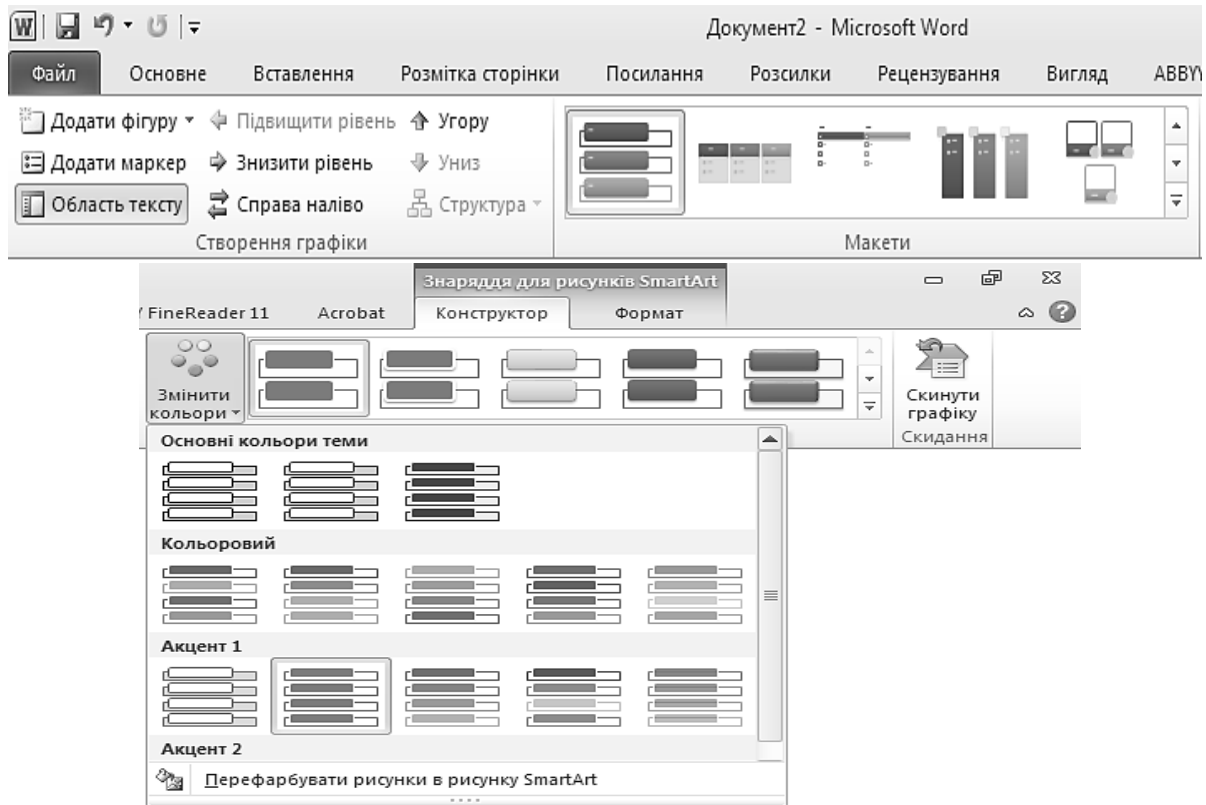 Документ2 - Microsoft Word
Файл Основне Вставлення Розмітка сторінки Посилання Розсилки Рецензування Вигляд ABBYY
Додати фігуру Підвищити рівень Угору
Додати маркер Знизити рівень Униз
Область тексту Справа наліво Структура
Створення графіки Макети
Знаряддя для рисунків SmartArt
FineReader 11 Acrobat Конструктор Формат
Змінити
кольори
Скинути
графіку
Скидання
Основні кольори теми
Кольоровий
Акцент 1
Акцент 2
Перефарбувати рисунки в рисунку SmartArt